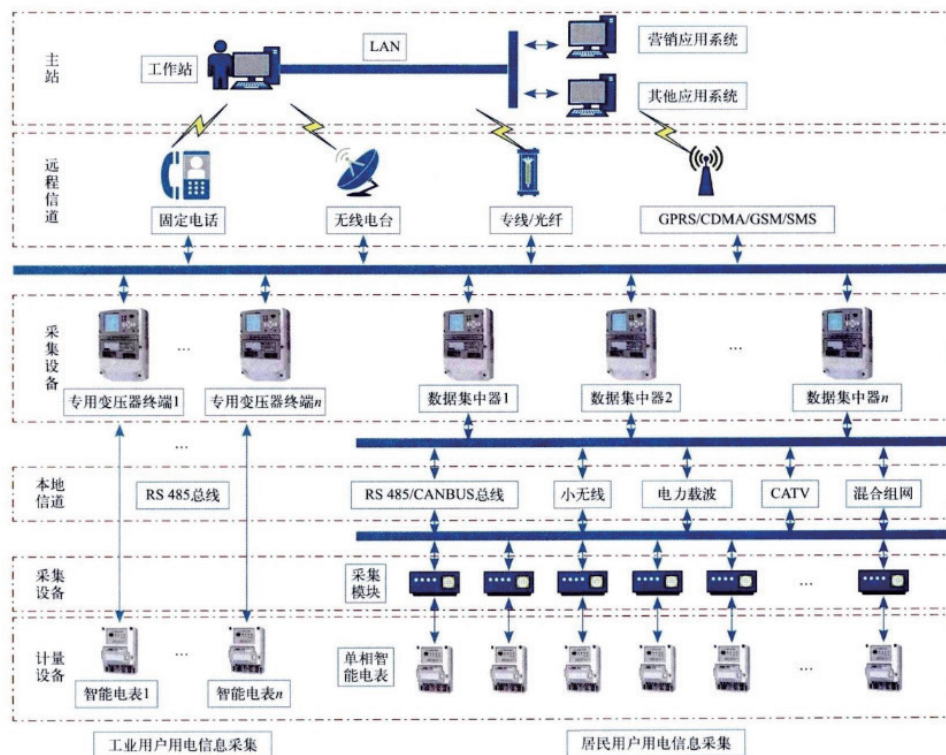 主站
工作站
LAN
营销应用系统
其他应用系统
远程信道
固定电话
无线电台
专线/光纤
GPRS/CDMA/GSM/SMS
采集设备
...
...
专用变压器终端1
专用变压器终端n
数据集中器1
数据集中器2
数据集中器n
...
本地
信道
RS 485总线
RS 485/CANBUS总线
小无线
电力载波
CATV
混合组网
采集
设备
采集
模块
...
计量
设备
...
智能电表1
智能电表n
单相智
能电表
...
工业用户用电信息采集
居民用户用电信息采集